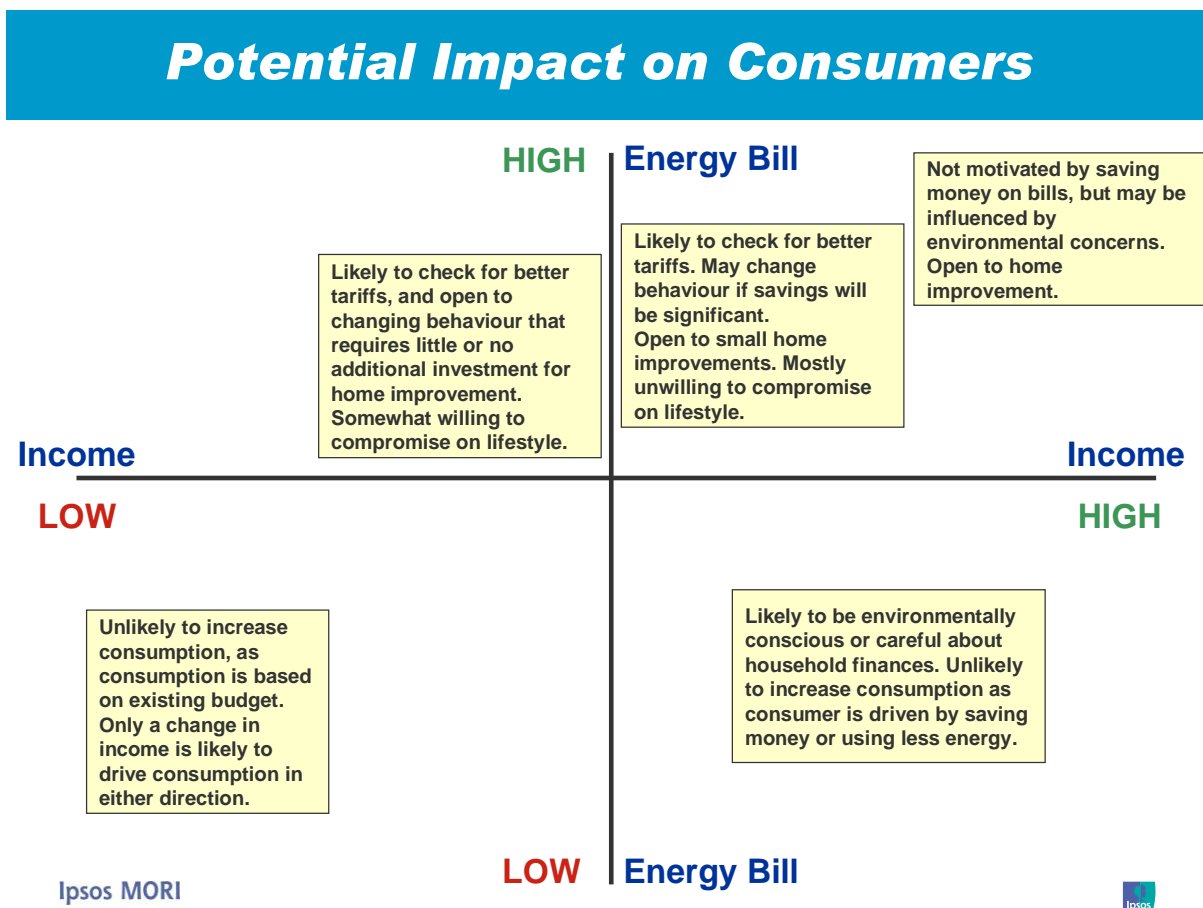 Potential Impact on Consumers
HIGH
Energy Bill
Not motivated by saving
money on bills, but may be
influenced by
environmental concerns.
Open to home
improvement.
Likely to check for better
tariffs. May change
behaviour if savings will
be significant.
Open to small home
improvements. Mostly
unwilling to compromise
on lifestyle.
Likely to check for better
tariffs, and open to
changing behaviour that
requires little or no
additional investment for
home improvement.
Somewhat willing to
compromise on lifestyle.
Income
Income
LOW
HIGH
Unlikely to increase
consumption, as
consumption is based
on existing budget.
Only a change in
income is likely to
drive consumption in
either direction.
Likely to be environmentally
conscious or careful about
household finances. Unlikely
to increase consumption as
consumer is driven by saving
money or using less energy.
LOW
Energy Bill
Ipsos MORI
Ipsos